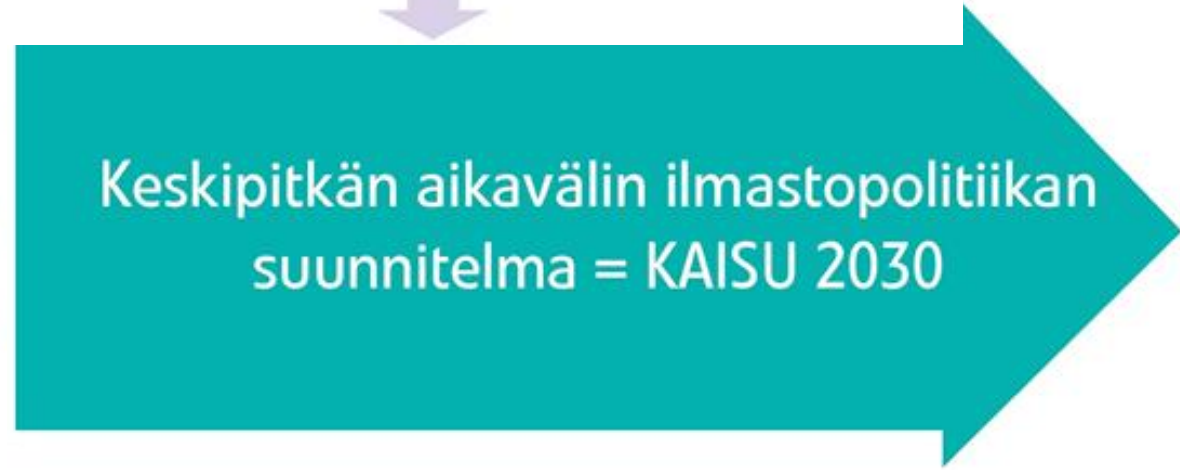 Keskipitkän aikavälin ilmastopolitiikan
suunnitelma = KAISU 2030